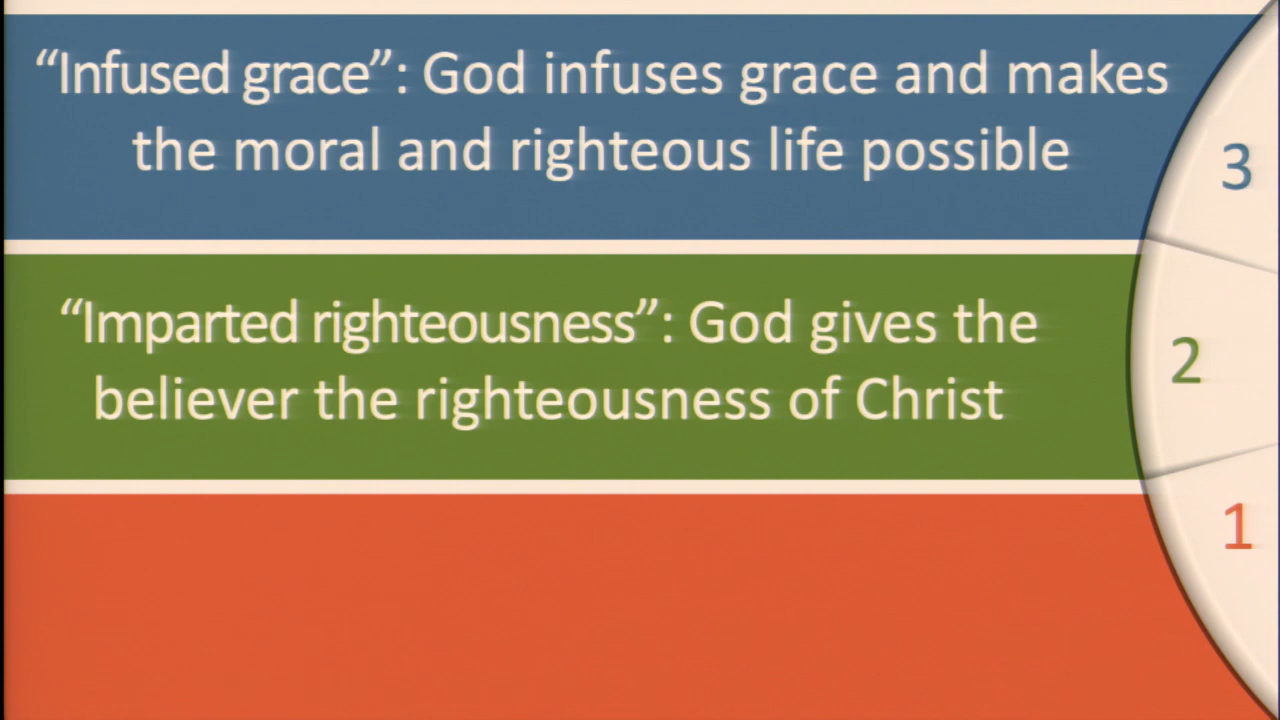 “Infused grace”: God infuses grace and makes
the moral and righteous life possible
3
“Imparted righteousness”: God gives the
believer the righteousness of Christ
2
1